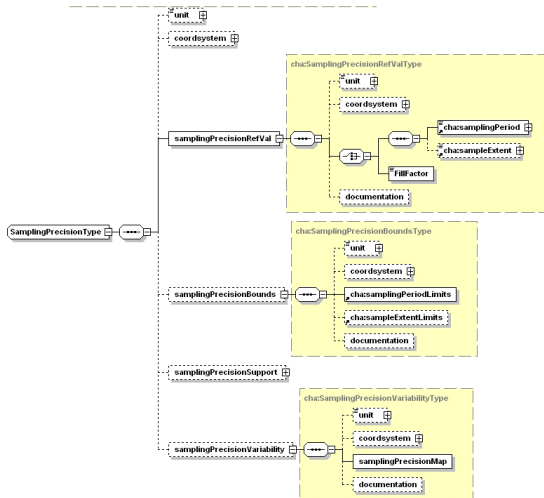 unit
coordsystem
cha:SamplingPrecisionRefValType
unit
coordsystem
samplingPrecisionRefVal
cha:samplingPeriod
cha:sampleExtent
FillFactor
documentation
SamplingPrecisionType
cha:SamplingPrecisionBoundsType
unit
coordsystem
samplingPrecisionBounds
cha:samplingPeriodLimits
cha:sampleExtentLimits
documentation
samplingPrecisionSupport
cha:SamplingPrecisionVariabilityType
unit
coordsystem
samplingPrecisionVariability
samplingPrecisionMap
documentation